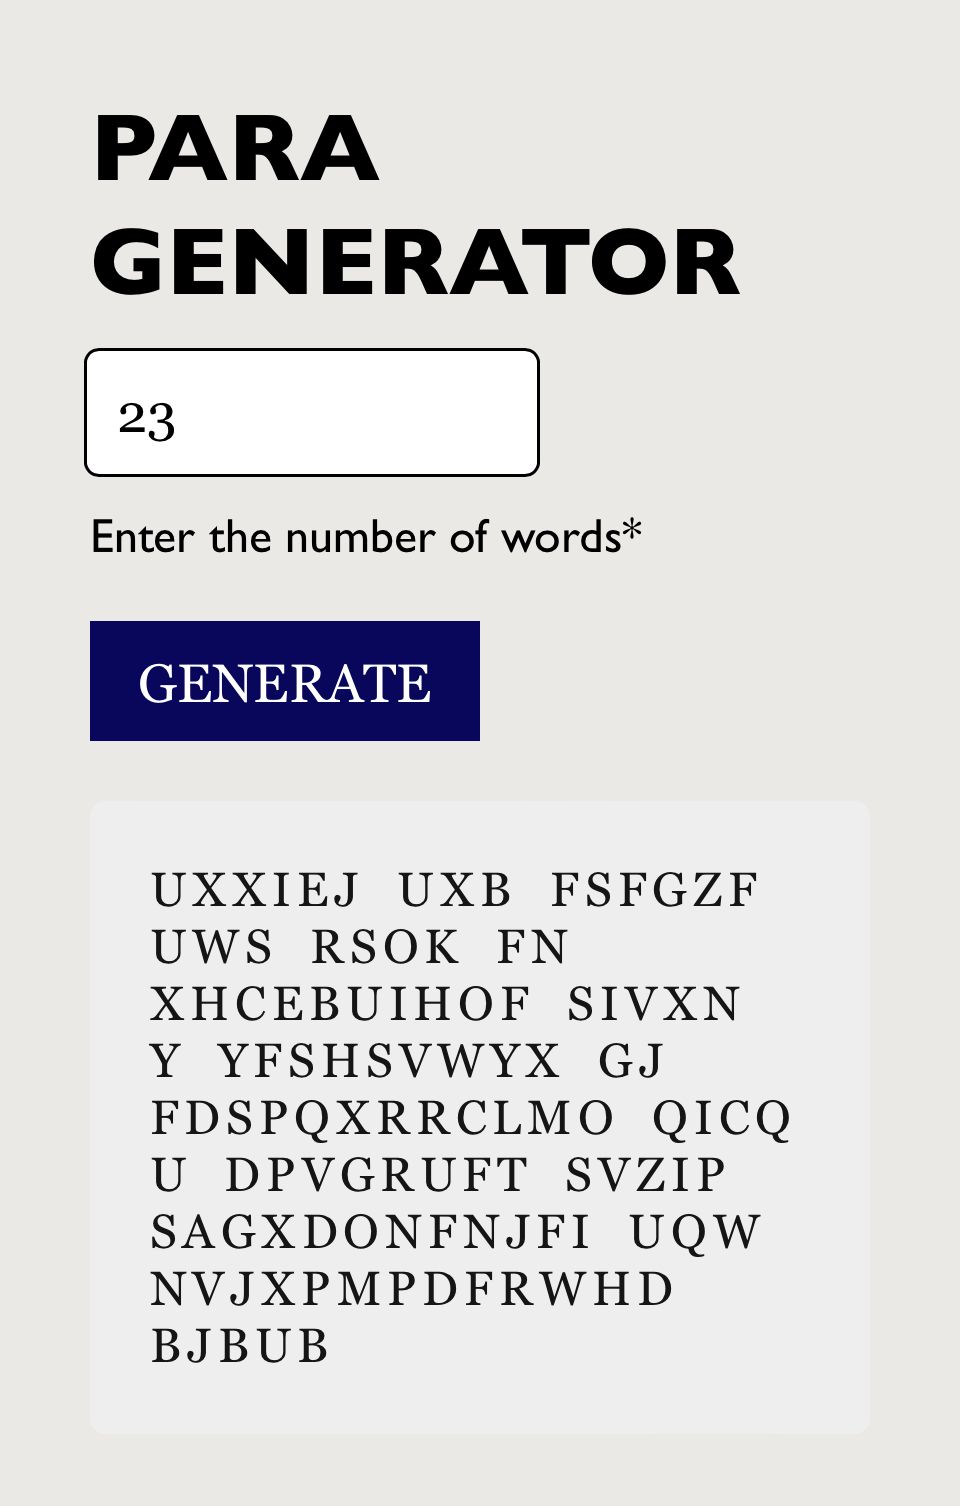 PARA
GENERATOR
23
Enter the number of words*
GENERATE
UXXIEJ UXB FSFGZF
UWS RSOK FN
XHCEBUIHOF SIVXN
Y YFSHSVWYX GJ
FDSPQXRRCLMO QICQ
U DPVGRUFT SVZIP
SAGXDONFNJFI UQW
NVJXPMPDFRWHD
BJBUB